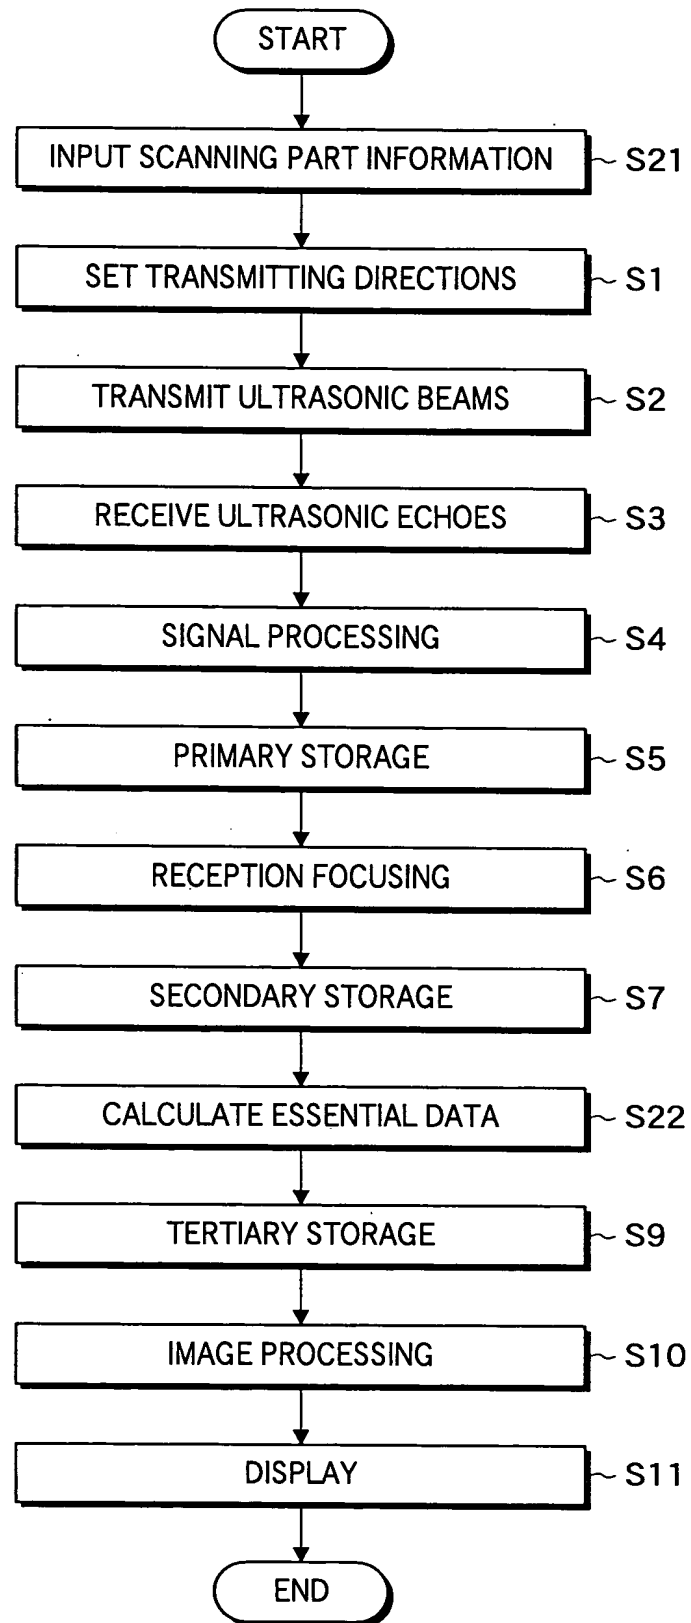 START
INPUT SCANNING PART INFORMATION S21
SET TRANSMITTING DIRECTIONS S1
TRANSMIT ULTRASONIC BEAMS S2
RECEIVE ULTRASONIC ECHOES S3
SIGNAL PROCESSING S4
PRIMARY STORAGE S5
RECEPTION FOCUSING S6
SECONDARY STORAGE S7
CALCULATE ESSENTIAL DATA S22
TERTIARY STORAGE S9
IMAGE PROCESSING S10
DISPLAY S11
END